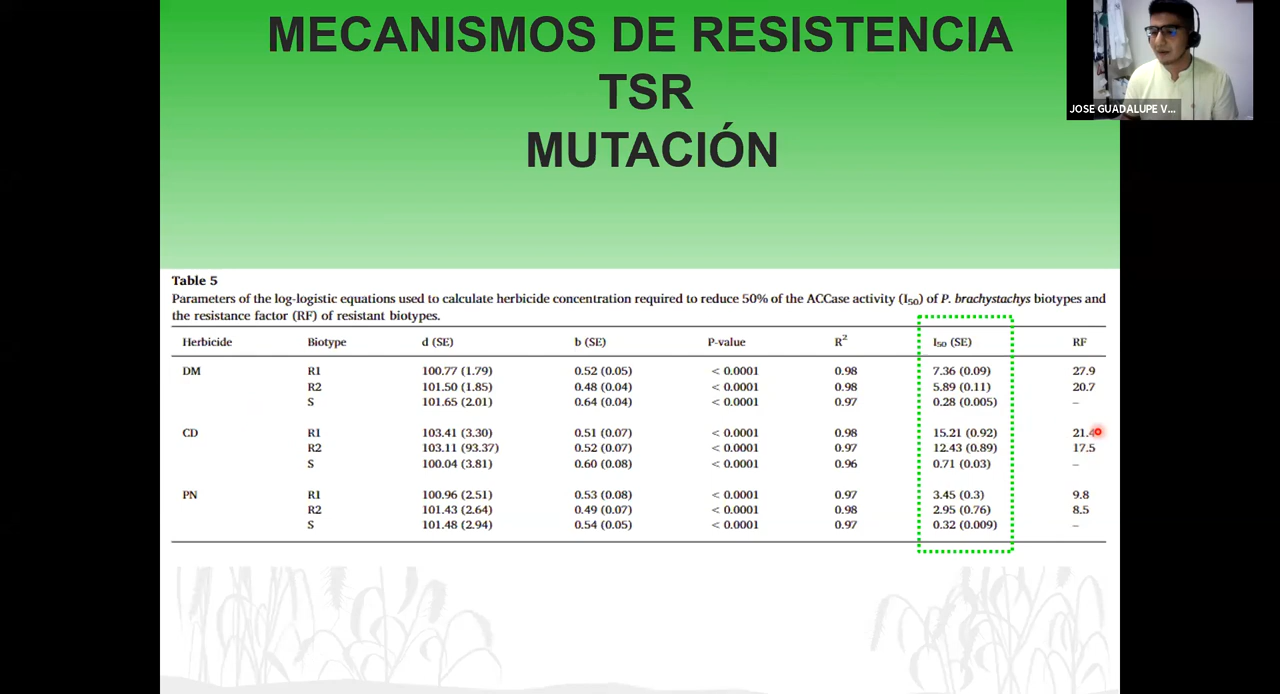 MECANISMOS DE RESISTENCIA
TSR
MUTACIÓN
JOSE GUADALUPE V...
Table 5
Parameters of the log-logistic equations used to calculate herbicide concentration required to reduce 50% of the ACCase activity (I50) of P. brachystachys biotypes and
the resistance factor (RF) of resistant biotypes.
Herbicide Biotype d (SE) b (SE) P-value R2 I50 (SE) RF
DM R1 100.77 (1.79) 0.52 (0.05) < 0.0001 0.98 7.36 (0.09) 27.9
R2 101.50 (1.85) 0.48 (0.04) < 0.0001 0.98 5.89 (0.11) 20.7
S 101.65 (2.01) 0.64 (0.04) < 0.0001 0.97 0.28 (0.005) –
CD R1 103.41 (3.30) 0.51 (0.07) < 0.0001 0.98 15.21 (0.92) 21.4
R2 103.11 (93.37) 0.52 (0.07) < 0.0001 0.97 12.43 (0.89) 17.5
S 100.04 (3.81) 0.60 (0.08) < 0.0001 0.96 0.71 (0.03) –
PN R1 100.96 (2.51) 0.53 (0.08) < 0.0001 0.97 3.45 (0.3) 9.8
R2 101.43 (2.64) 0.49 (0.07) < 0.0001 0.98 2.95 (0.76) 8.5
S 101.48 (2.94) 0.54 (0.05) < 0.0001 0.97 0.32 (0.009) –